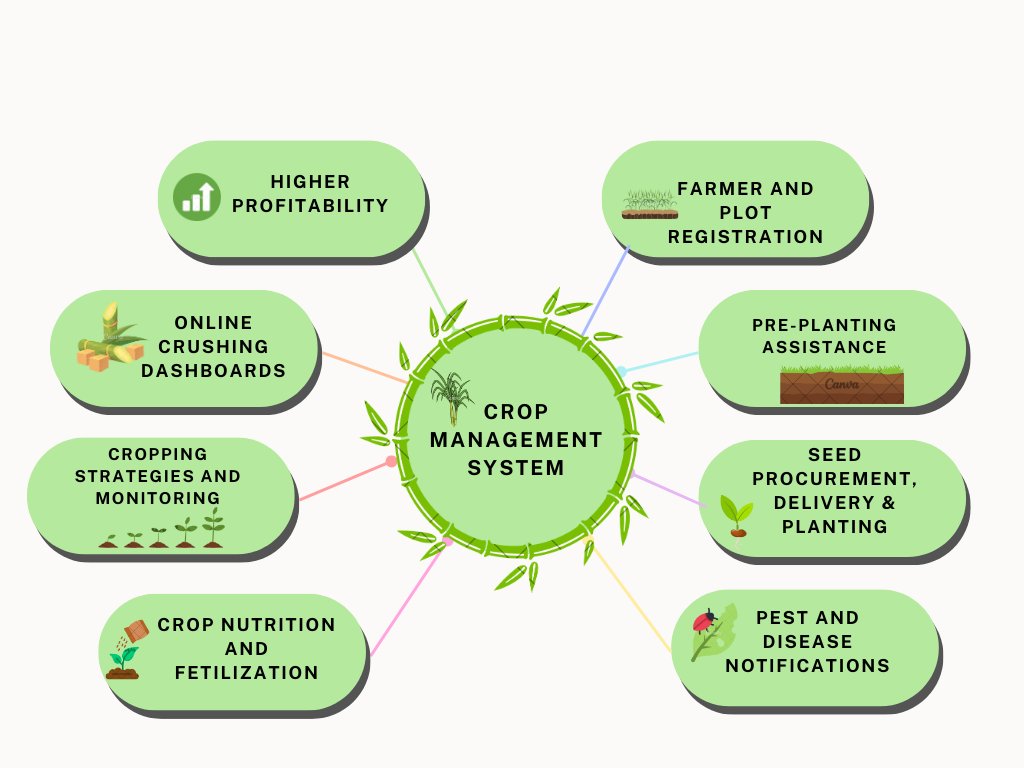 HIGHER
PROFITABILITY
FARMER AND
PLOT
REGISTRATION
ONLINE
CRUSHING
DASHBOARDS
PRE-PLANTING
ASSISTANCE
Canva
CROP
MANAGEMENT
SYSTEM
CROPPING
STRATEGIES AND
MONITORING
SEED
PROCUREMENT,
DELIVERY &
PLANTING
CROP NUTRITION
AND
FETILIZATION
PEST AND
DISEASE
NOTIFICATIONS